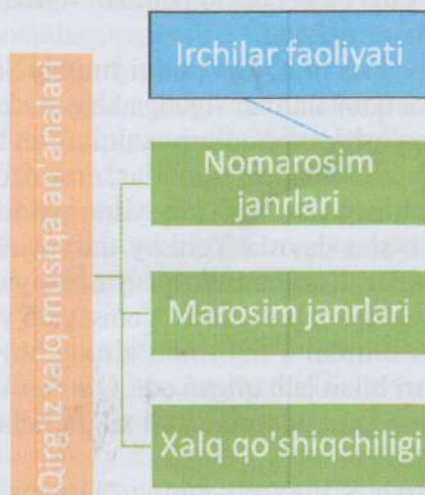 Qirg'iz xalq musiqa an'analari
Irchilar faoliyati
Nomarosim
janrlari
Marosim janrlari
Xalq qo'shiqchiligi